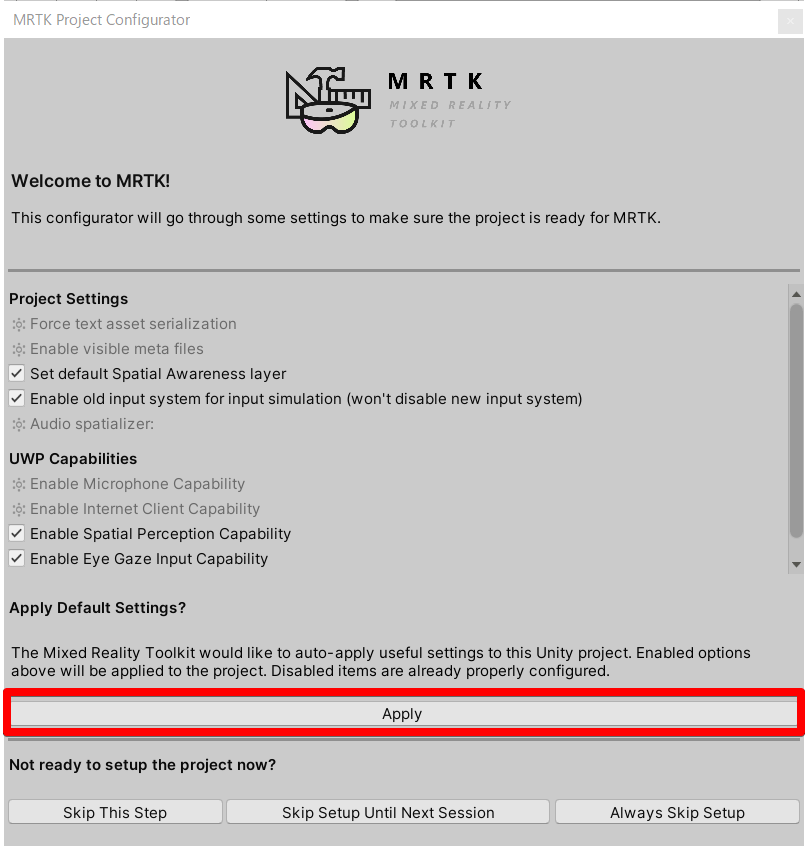 MRTK Project Configurator
MRTK
MIXED REALITY
TOOLKIT
Welcome to MRTK!
This configurator will go through some settings to make sure the project is ready for MRTK.
Project Settings
Force text asset serialization
Enable visible meta files
Set default Spatial Awareness layer
Enable old input system for input simulation (won't disable new input system)
Audio spatializer:
UWP Capabilities
Enable Microphone Capability
Enable Internet Client Capability
Enable Spatial Perception Capability
Enable Eye Gaze Input Capability
Apply Default Settings?
The Mixed Reality Toolkit would like to auto-apply useful settings to this Unity project. Enabled options
above will be applied to the project. Disabled items are already properly configured.
Apply
Not ready to setup the project now?
Skip This Step
Skip Setup Until Next Session
Always Skip Setup